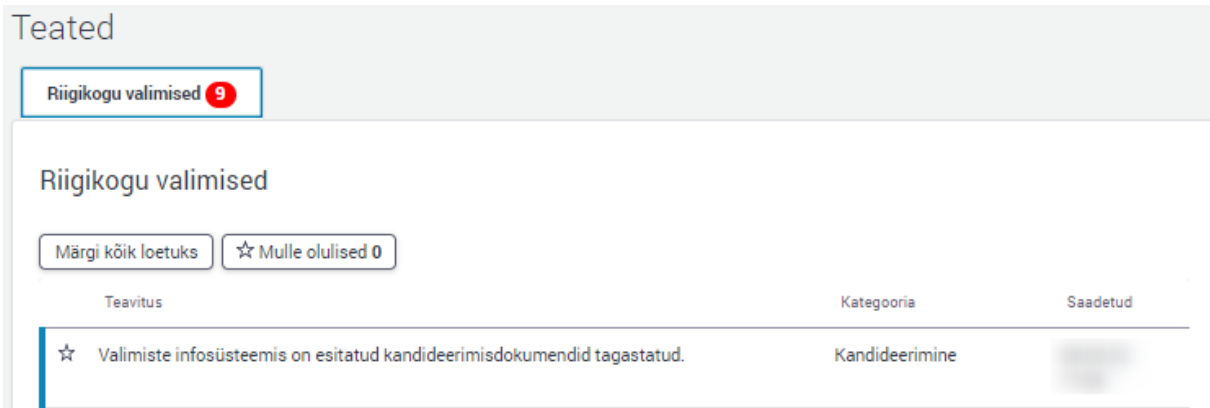 Teated
Riigikogu valimised 9
Riigikogu valimised
Märgi kõik loetuks ☆ Mulle olulised 0
Teavitus Kategooria Saadetud
☆ Valimiste infosüsteemis on esitatud kandideerimisdokumendid tagastatud. Kandideerimine